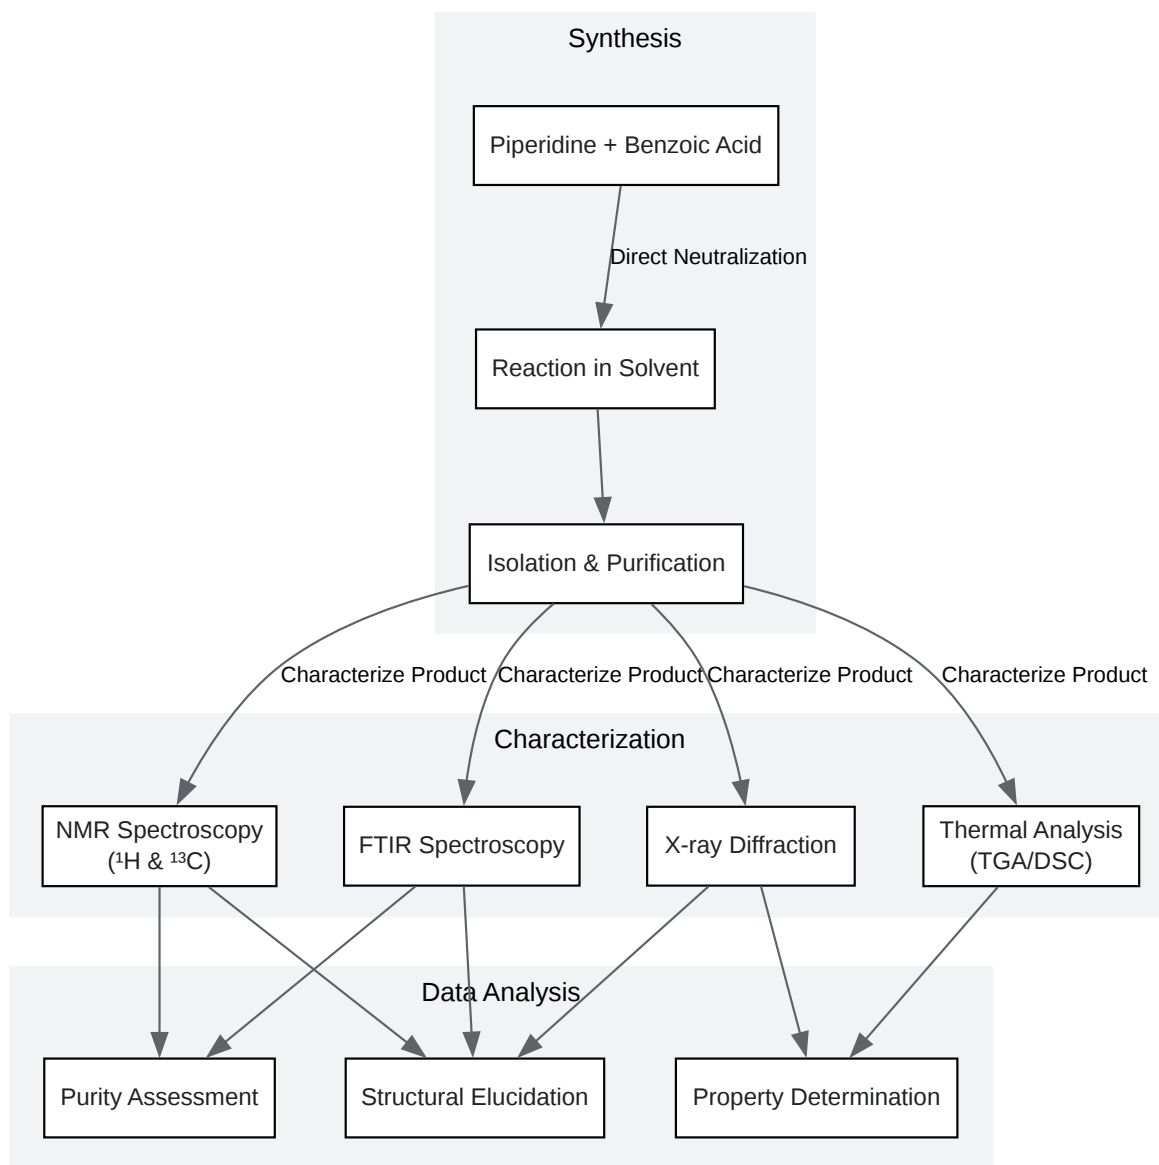 Synthesis
Piperidine + Benzoic Acid
Direct Neutralization
Reaction in Solvent
Isolation & Purification
Characterize Product
Characterize Product
Characterize Product
Characterize Product
Characterization
NMR Spectroscopy
(¹H & ¹³C)
FTIR Spectroscopy
X-ray Diffraction
Thermal Analysis
(TGA/DSC)
Data Analysis
Purity Assessment
Structural Elucidation
Property Determination